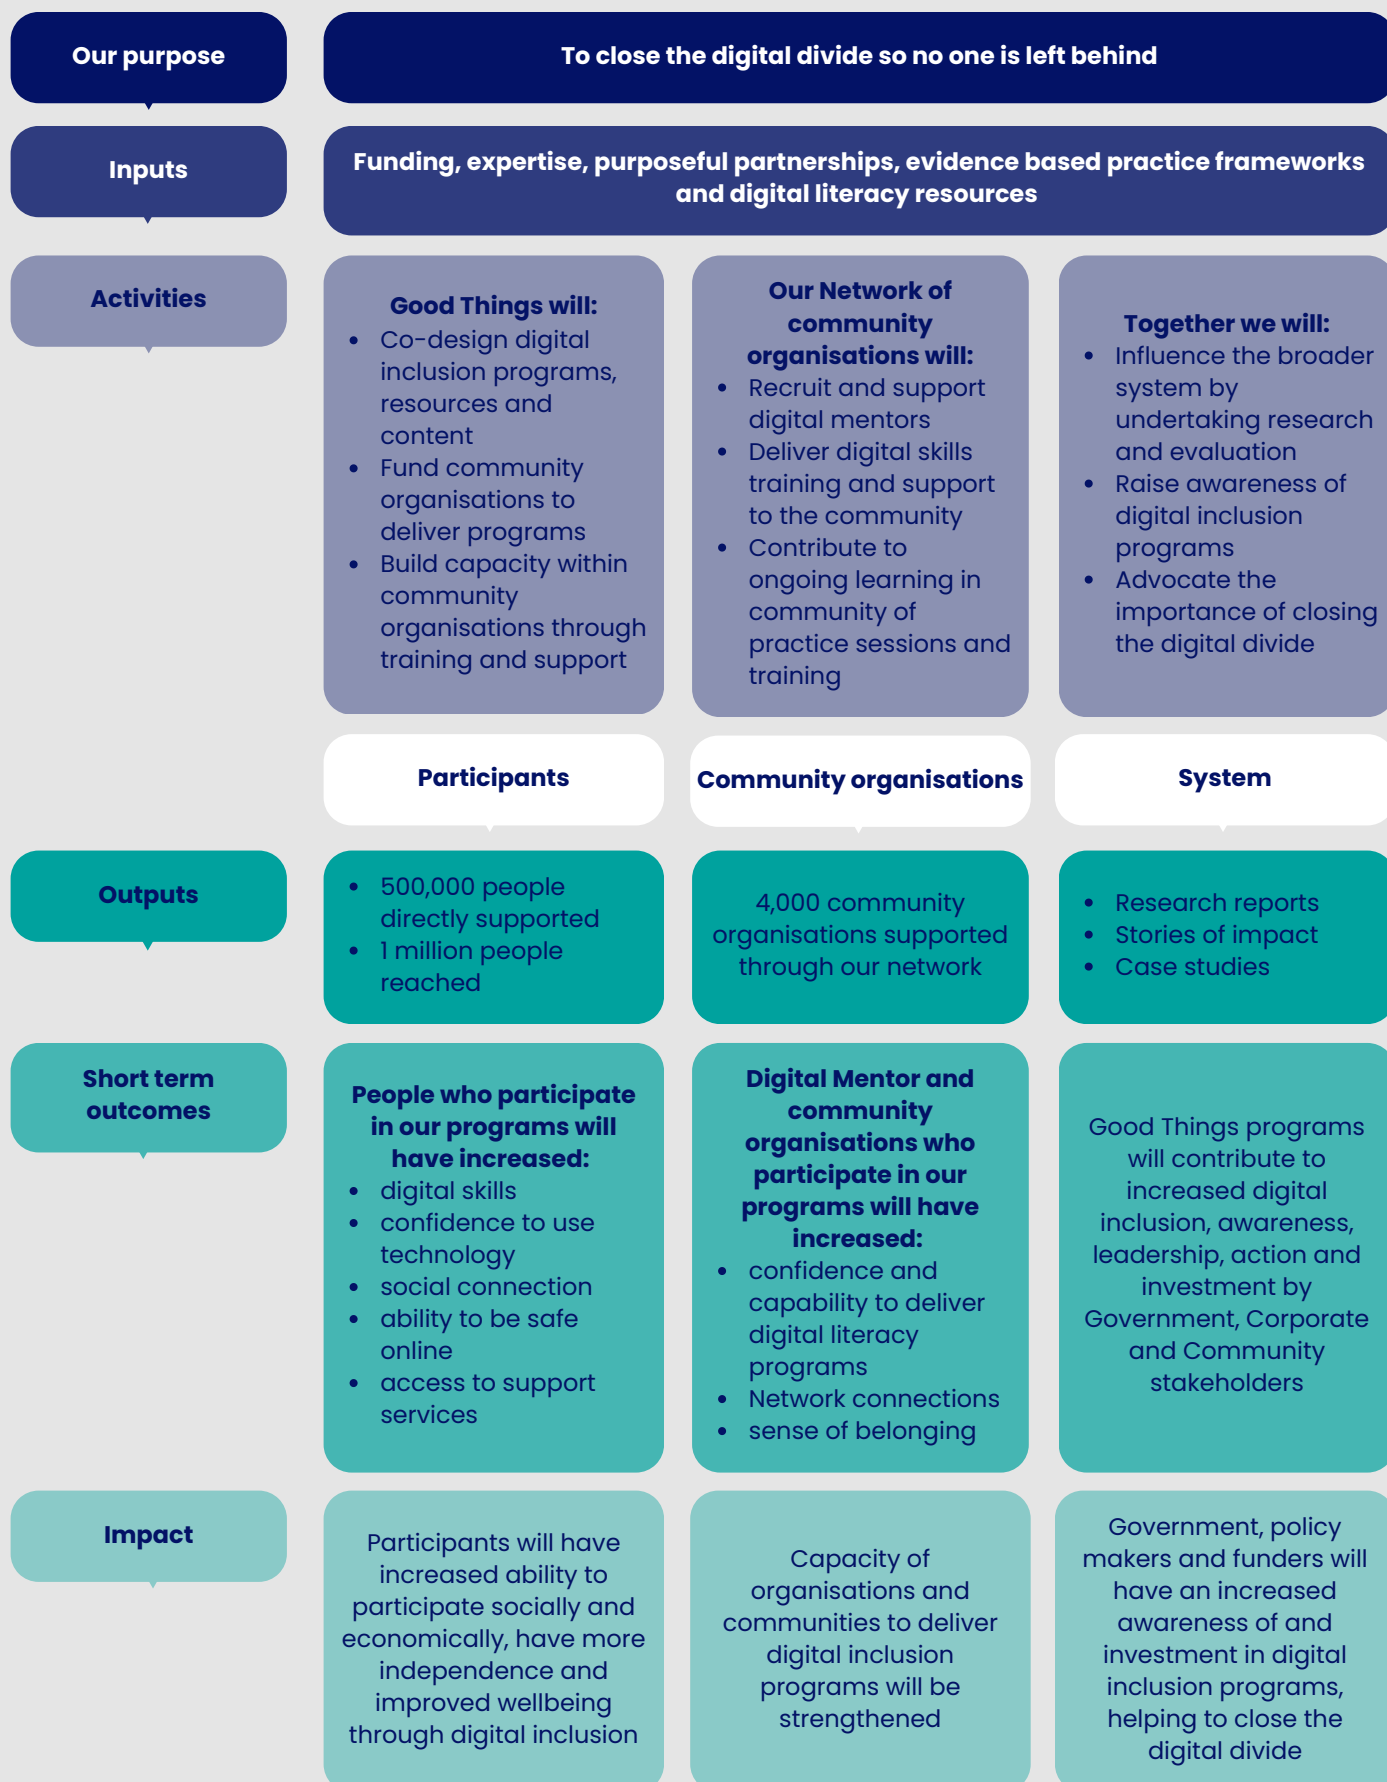 Our purpose
To close the digital divide so no one is left behind
Inputs
Funding, expertise, purposeful partnerships, evidence based practice frameworks
and digital literacy resources
Activities
Good Things will:
• Co-design digital
inclusion programs,
resources and
content
• Fund community
organisations to
deliver programs
• Build capacity within
community
organisations through
training and support
Our Network of
community
organisations will:
• Recruit and support
digital mentors
• Deliver digital skills
training and support
to the community
• Contribute to
ongoing learning in
community of
practice sessions and
training
Together we will:
• Influence the broader
system by
undertaking research
and evaluation
• Raise awareness of
digital inclusion
programs
• Advocate the
importance of closing
the digital divide
Participants
Community organisations
System
Outputs
• 500,000 people
directly supported
• 1 million people
reached
4,000 community
organisations supported
through our network
• Research reports
• Stories of impact
• Case studies
Short term
outcomes
People who participate
in our programs will
have increased:
• digital skills
• confidence to use
technology
• social connection
• ability to be safe
online
• access to support
services
Digital Mentor and
community
organisations who
participate in our
programs will have
increased:
• confidence and
capability to deliver
digital literacy
programs
• Network connections
• sense of belonging
Good Things programs
will contribute to
increased digital
inclusion, awareness,
leadership, action and
investment by
Government, Corporate
and Community
stakeholders
Impact
Participants will have
increased ability to
participate socially and
economically, have more
independence and
improved wellbeing
through digital inclusion
Capacity of
organisations and
communities to deliver
digital inclusion
programs will be
strengthened
Government, policy
makers and funders will
have an increased
awareness of and
investment in digital
inclusion programs,
helping to close the
digital divide